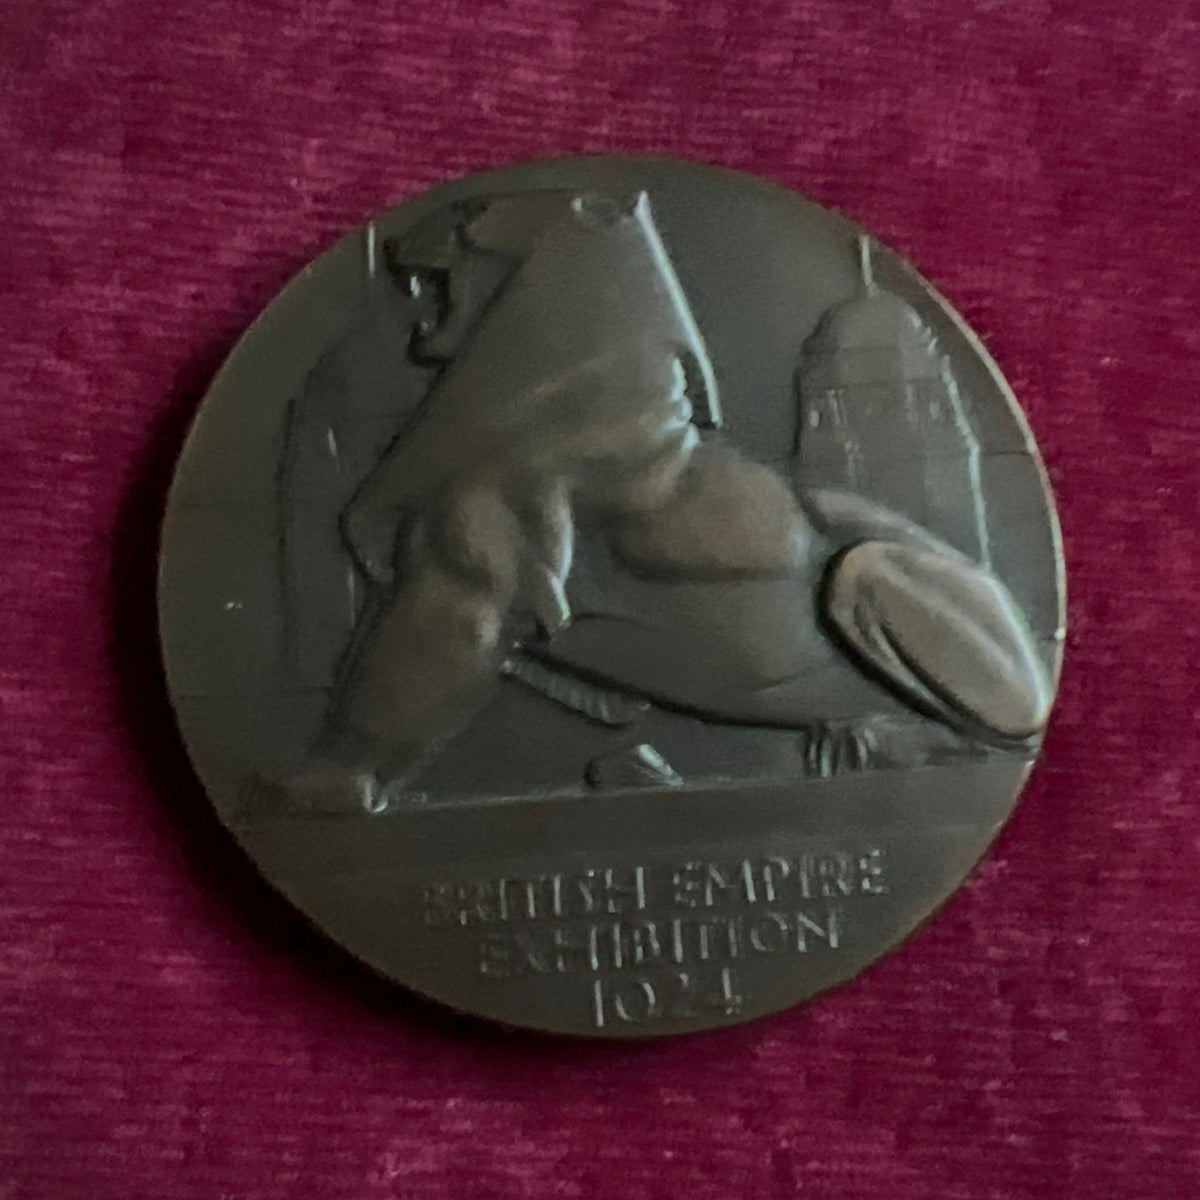 BRITISH EMPIRE
EXHIBITION
1924